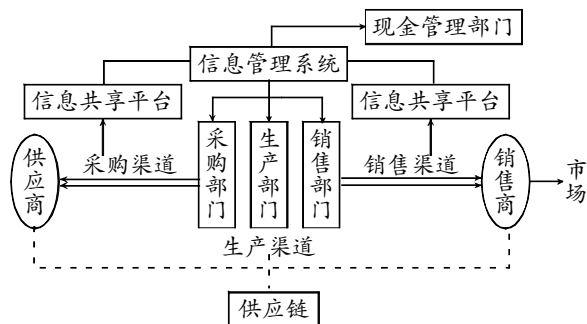 现金管理部门
信息管理系统
信息共享平台
信息共享平台
供应商
采购渠道
采购部门
生产部门
销售部门
销售渠道
销售商
市场
生产渠道
供应链